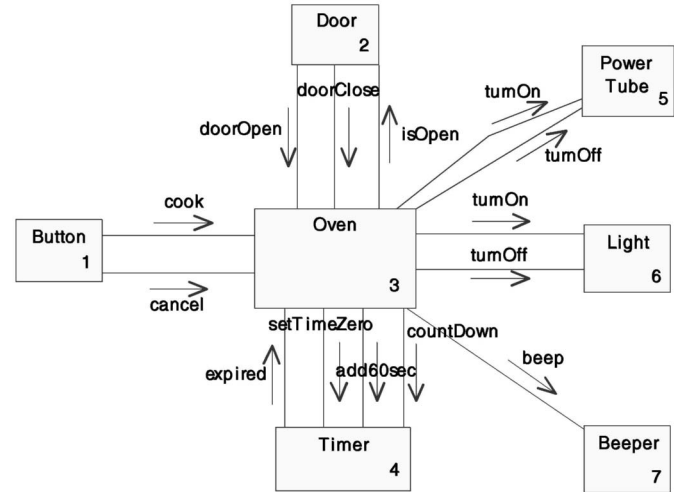 Door
2
doorOpen
doorClose
isOpen
turnOn
Power
Tube
5
turnOff
cook
Button
1
cancel
Oven
3
turnOn
turnOff
Light
6
setTimeZero
expired
add60sec
countDown
beep
Timer
4
Beeper
7